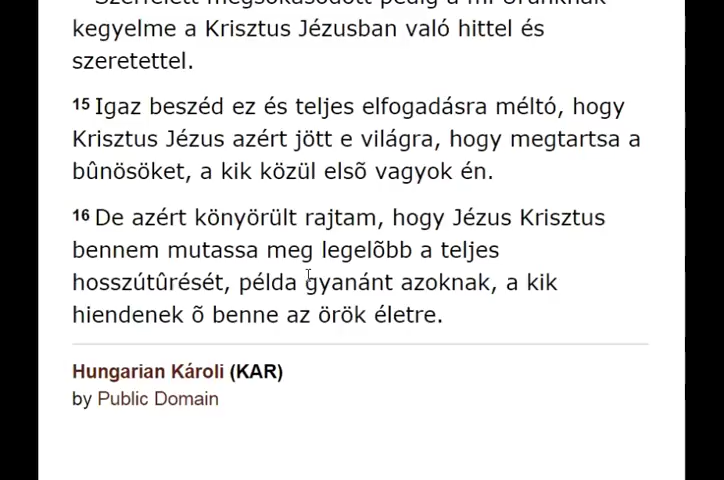 kegyelme a Krisztus Jézusban való hittel és
szeretettel.
15 Igaz beszéd ez és teljes elfogadásra méltó, hogy
Krisztus Jézus azért jött e világra, hogy megtartsa a
bûnösöket, a kik közül elsõ vagyok én.
16 De azért könyörült rajtam, hogy Jézus Krisztus
bennem mutassa meg legelõbb a teljes
hosszútûrését, példa gyanánt azoknak, a kik
hiendenek õ benne az örök életre.
Hungarian Károli (KAR)
by Public Domain